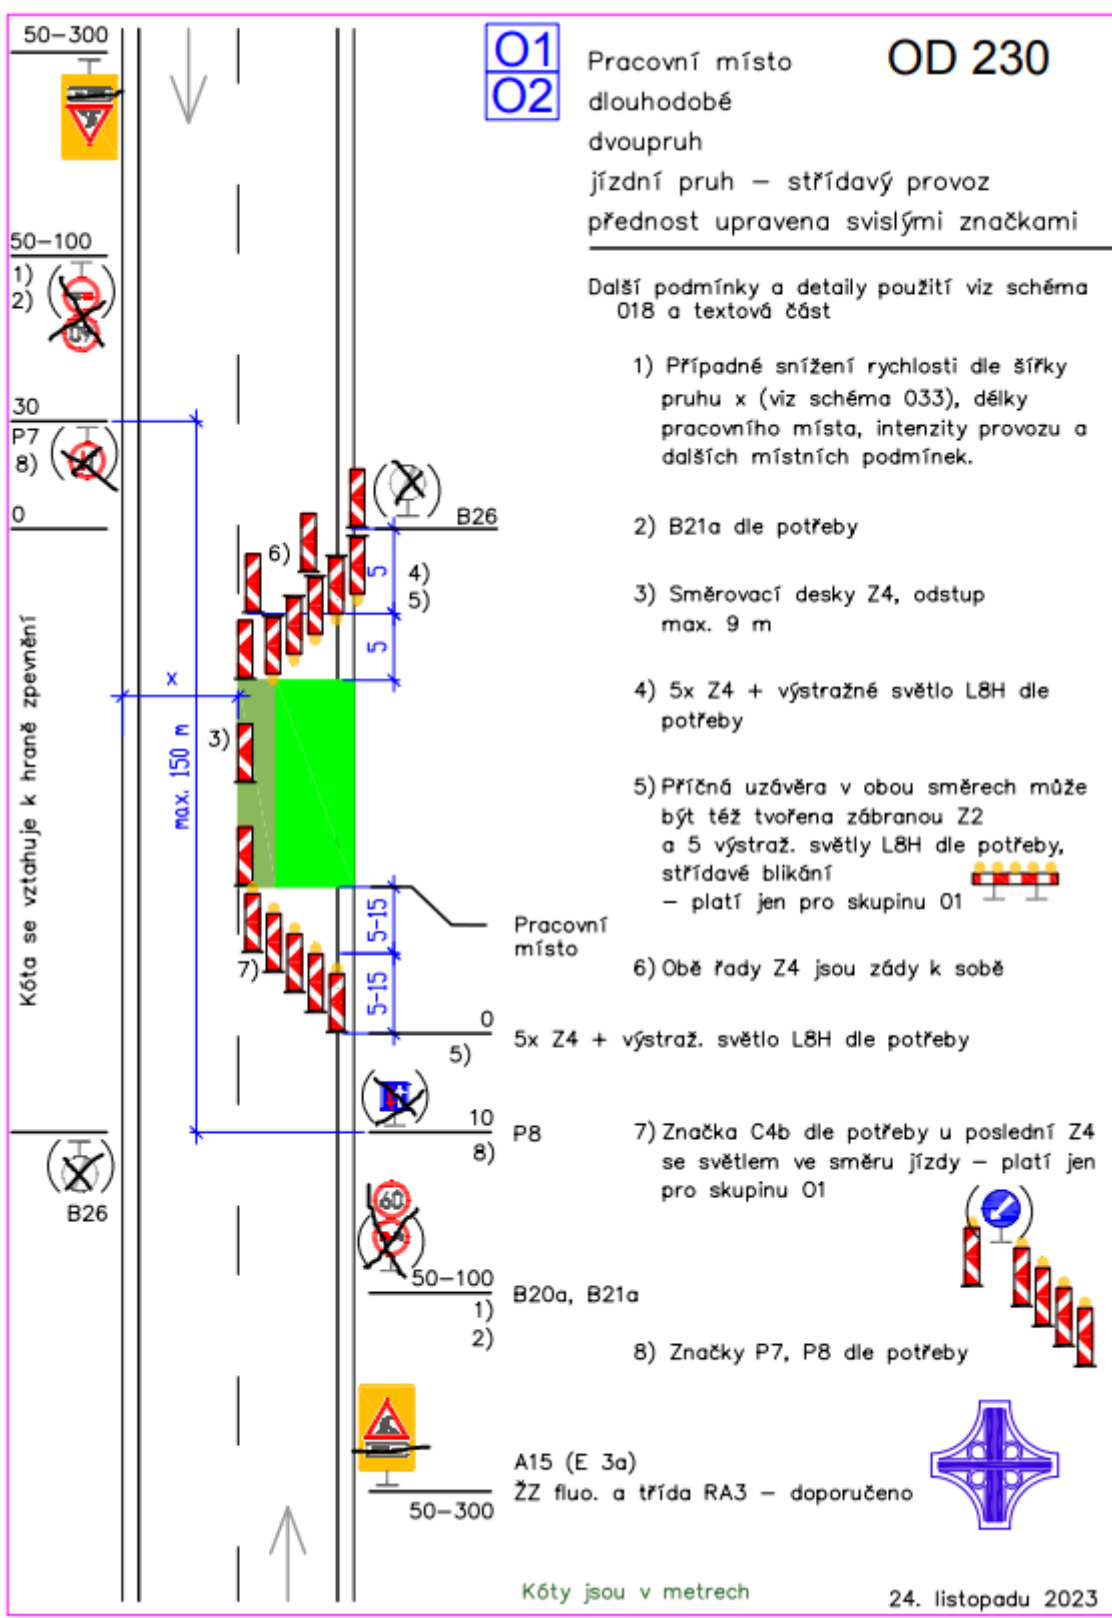 50-300
O1
O2
Pracovní místo
OD 230
dlouhodobé
dvoupruh
jízdní pruh – střídavý provoz
přednost upravena svislými značkami
50-100
1)
2)
Další podmínky a detaily použití viz schéma
O18 a textová část
1) Případné snížení rychlosti dle šířky
pruhu x (viz schéma O33), délky
pracovního místa, intenzity provozu a
dalších místních podmínek.
30
P7
8)
0
B26
6)
5
4)
5)
5
2) B21a dle potřeby
3) Směrovací desky Z4, odstup
max. 9 m
Kóta se vztahuje k hraně zpevnění
x
max. 150 m
3)
4) 5x Z4 + výstražné světlo L8H dle
potřeby
5) Příčná uzávěra v obou směrech může
být též tvořena zábranou Z2
a 5 výstraž. světly L8H dle potřeby,
střídavé blikání
– platí jen pro skupinu O1
5-15
5-15
Pracovní
místo
7)
6) Obě řady Z4 jsou zády k sobě
0
5)
5x Z4 + výstraž. světlo L8H dle potřeby
10
8)
P8
B26
7) Značka C4b dle potřeby u poslední Z4
se světlem ve směru jízdy – platí jen
pro skupinu O1
60
50-100
1)
2)
B20a, B21a
8) Značky P7, P8 dle potřeby
A15 (E 3a)
ŽZ fluo. a třída RA3 – doporučeno
50-300
Kóty jsou v metrech
24. listopadu 2023